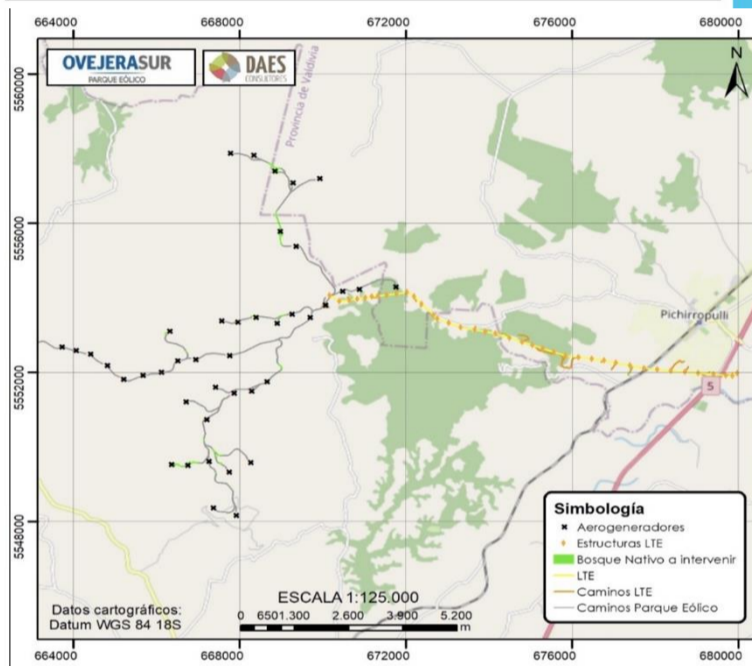 664000 668000 672000 676000 680000
OVEJERASUR
PARQUE EÓLICO
DAES
CONSULTORES
N
5560000
Provincia de Valdivia
5556000
Pichirropulli
5552000
5
5548000
Simbología
Aerogeneradores
Estructuras LTE
Bosque Nativo a intervenir
LTE
Caminos LTE
Caminos Parque Eólico
ESCALA 1:125.000
0 6501.300 2.600 3.900 5.200
m
Datos cartográficos:
Datum WGS 84 18S
664000 668000 672000 676000 680000